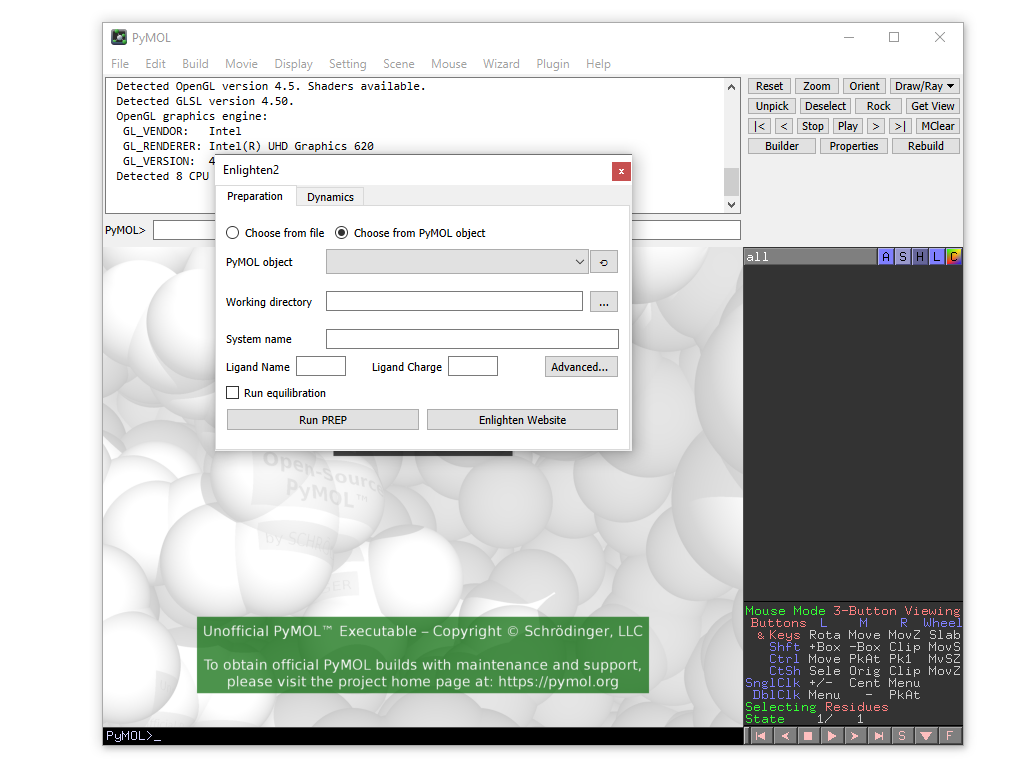 PyMOL
File Edit Build Movie Display Setting Scene Mouse Wizard Plugin Help
Detected OpenGL version 4.5. Shaders available.
Detected GLSL version 4.50.
OpenGL graphics engine:
GL_VENDOR: Intel
GL_RENDERER: Intel(R) UHD Graphics 620
GL_VERSION: 4
Detected 8 CPU
Reset Zoom Orient Draw/Ray
Unpick Deselect Rock Get View
|< < Stop Play > >| MClear
Builder Properties Rebuild
PyMOL>
Enlighten2
x
Preparation Dynamics
Choose from file Choose from PyMOL object
PyMOL object
Working directory ...
System name
Ligand Name Ligand Charge Advanced...
Run equilibration
Run PREP Enlighten Website
all A S H L C
Open-Source
PyMOL™
by SCHR
GER
Unofficial PyMOL™ Executable – Copyright © Schrödinger, LLC
To obtain official PyMOL builds with maintenance and support,
please visit the project home page at: https://pymol.org
Mouse Mode 3-Button Viewing
Buttons L M R Wheel
& Keys Rota Move MovZ Slab
Shft +Box -Box Clip MovS
Ctrl Move PkAt Pk1 MvSZ
CtSh Sele Orig Clip MovZ
SnglClk +/- Cent Menu
DblClk Menu - PkAt
Selecting Residues
State 1/ 1
PyMOL>_
S F